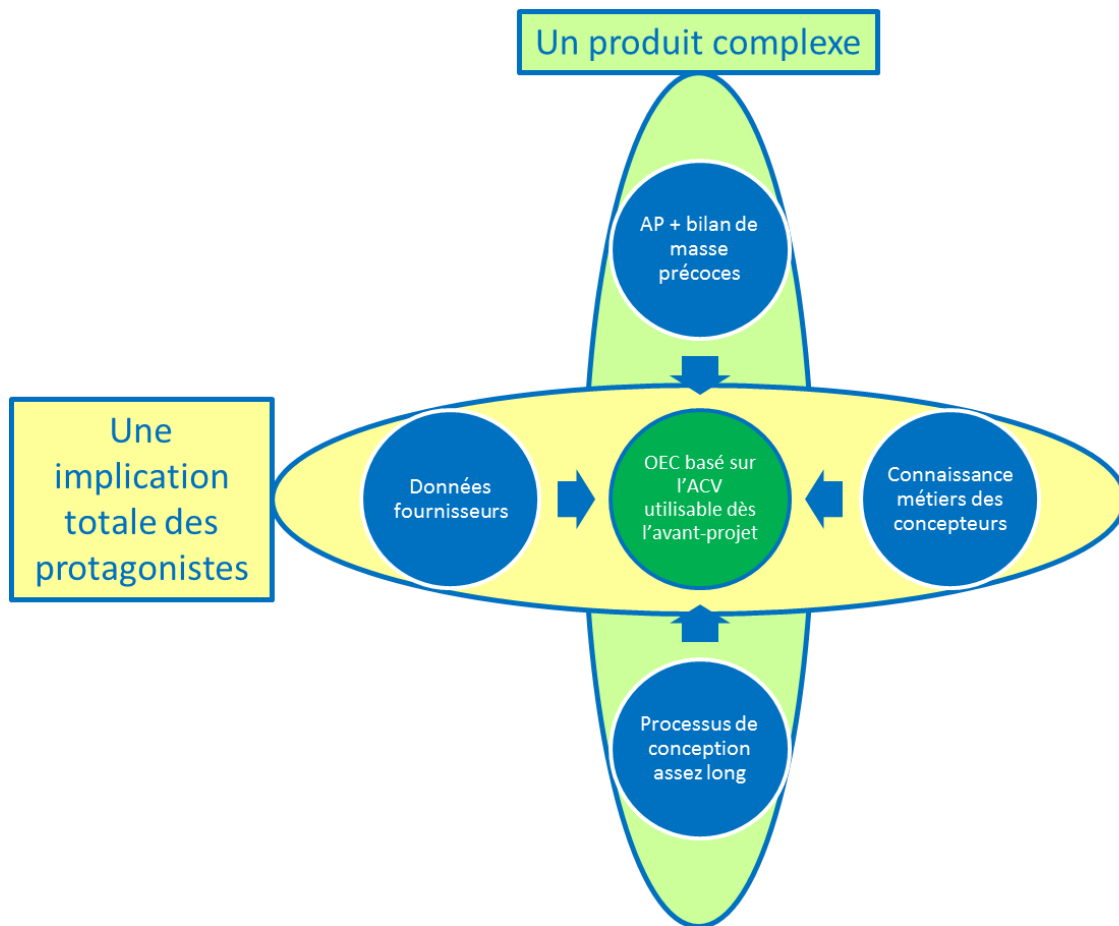 Un produit complexe
AP + bilan de
masse
précoces
Une
implication
totale des
protagonistes
Données
fournisseurs
OEC basé sur
l'ACV
utilisable dès
l'avant-projet
Connaissance
métiers des
concepteurs
Processus de
conception
assez long